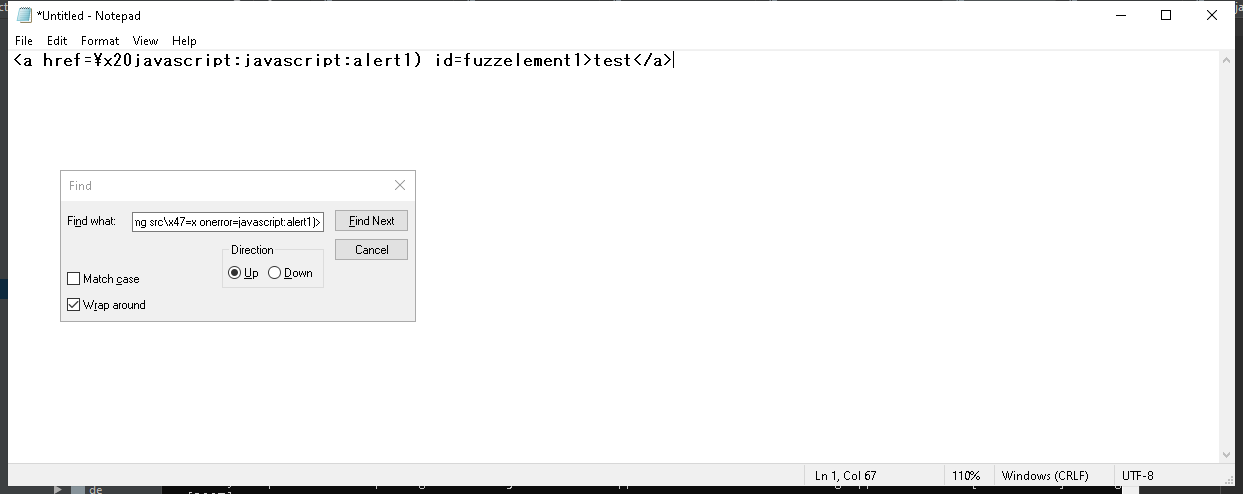 *Untitled - Notepad
File Edit Format View Help
<a href=¥x20javascript:javascript:alert1) id=fuzzelement1>test</a>
Find
Find what: mg src\x47=x onerror=javascript:alert1)> Find Next
Direction Cancel
Up Down
Match case
Wrap around
Ln 1, Col 67 110% Windows (CRLF) UTF-8
de